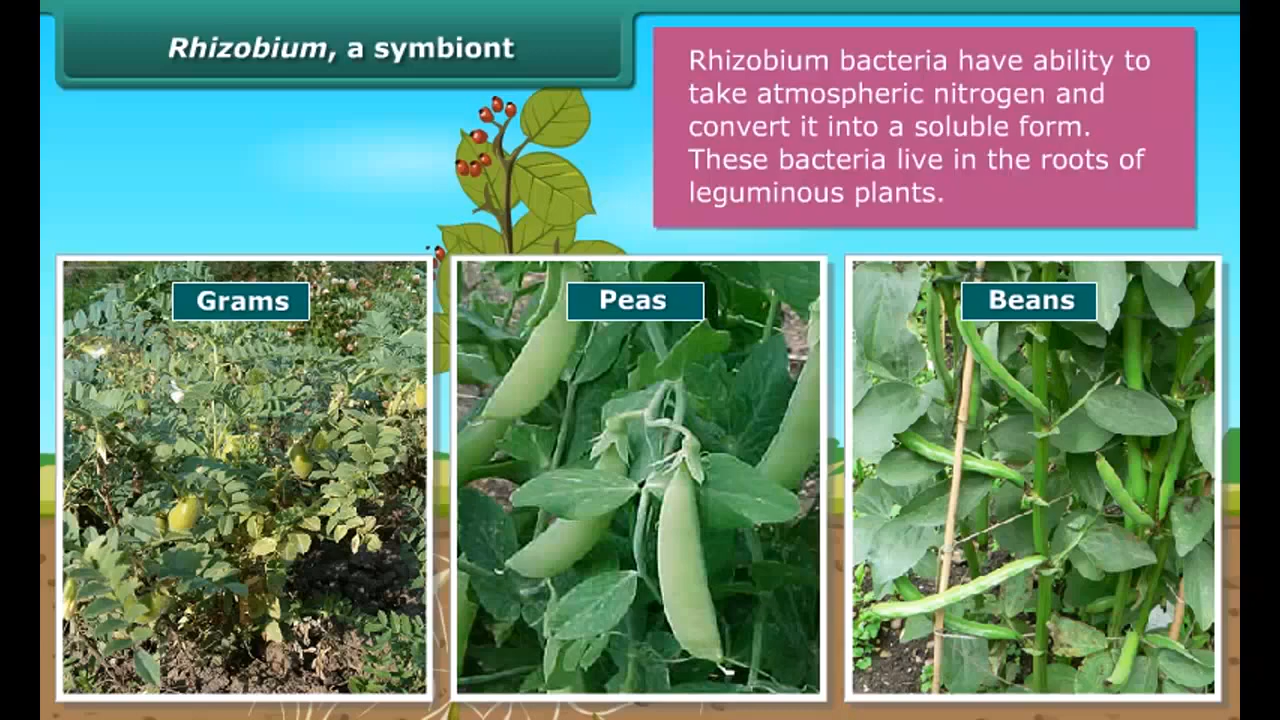 Rhizobium, a symbiont
Rhizobium bacteria have ability to
take atmospheric nitrogen and
convert it into a soluble form.
These bacteria live in the roots of
leguminous plants.
Grams
Peas
Beans